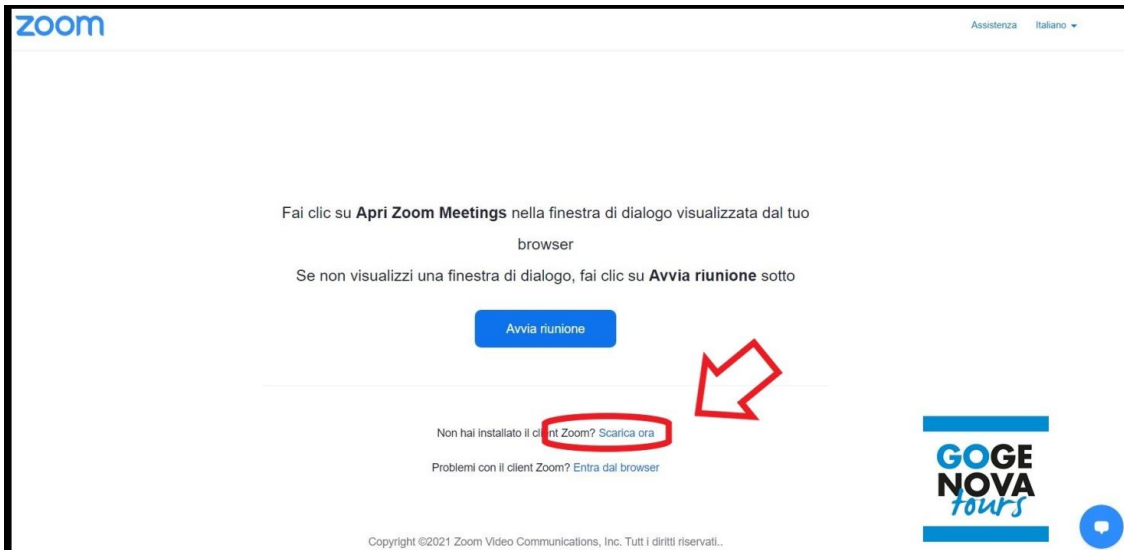 zoom
Assistenza Italiano
Fai clic su Apri Zoom Meetings nella finestra di dialogo visualizzata dal tuo
browser
Se non visualizzi una finestra di dialogo, fai clic su Avvia riunione sotto
Avvia riunione
Non hai installato il client Zoom? Scarica ora
Problemi con il client Zoom? Entra dal browser
GOGE
NOVA
tours
Copyright ©2021 Zoom Video Communications, Inc. Tutti i diritti riservati..